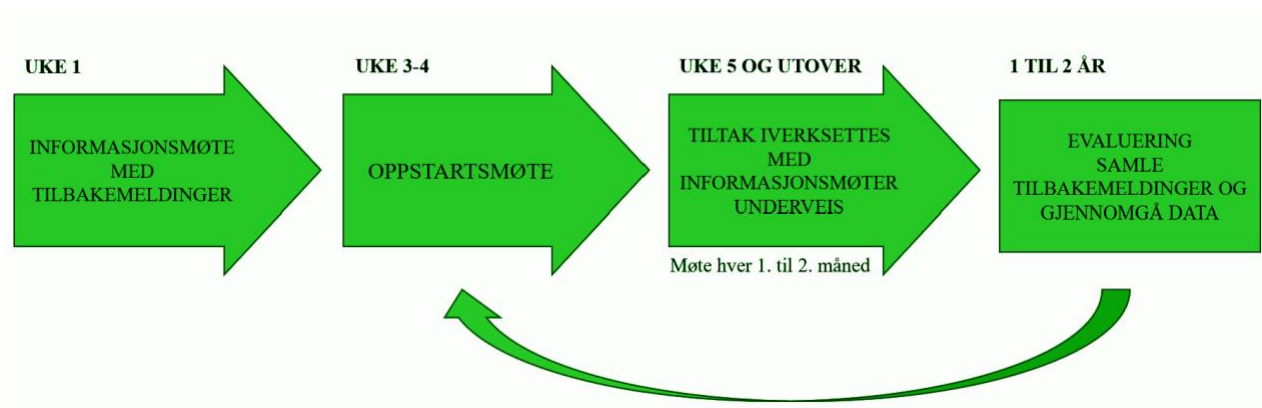 UKE 1
INFORMASJONSMØTE
MED
TILBAKEMELDINGER
UKE 3-4
OPPSTARTSMØTE
UKE 5 OG UTOVER
TILTAK IVERKSETTES
MED
INFORMASJONSMØTER
UNDERVEIS
Møte hver 1. til 2. måned
1 TIL 2 ÅR
EVALUERING
SAMLE
TILBAKEMELDINGER OG
GJENNOMGÅ DATA